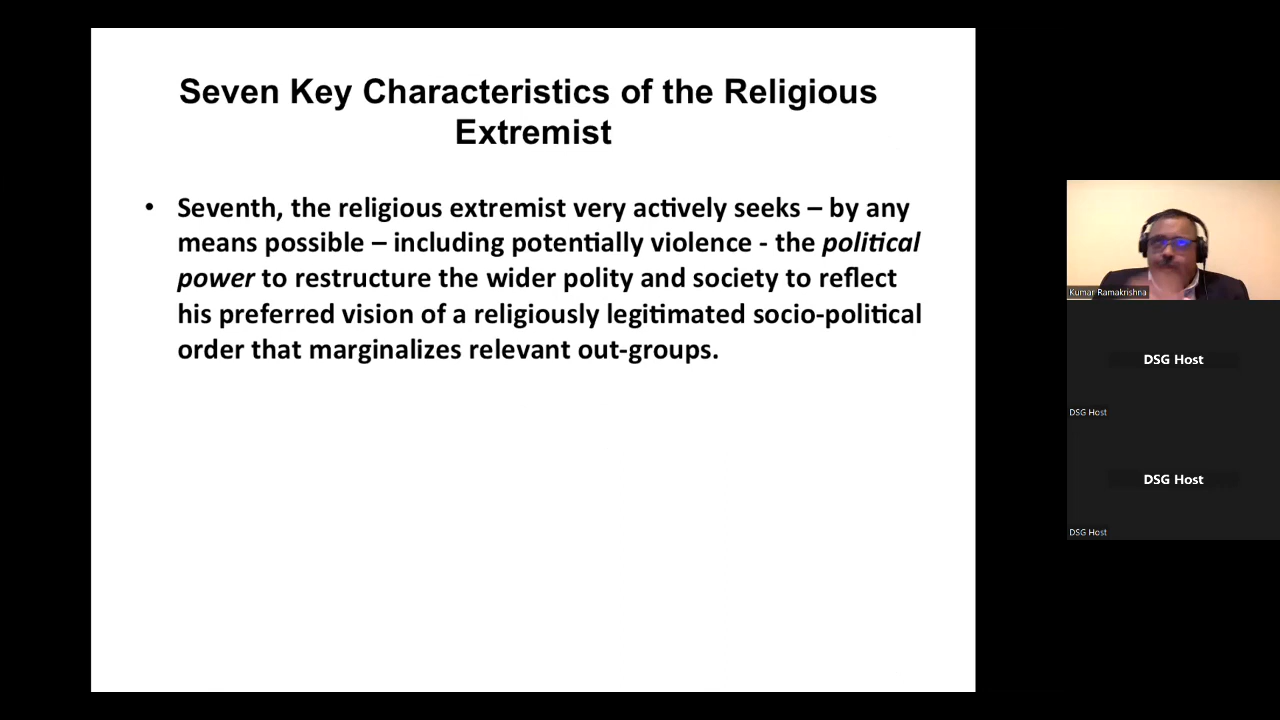 Seven Key Characteristics of the Religious
Extremist
• Seventh, the religious extremist very actively seeks – by any
means possible – including potentially violence - the political
power to restructure the wider polity and society to reflect
his preferred vision of a religiously legitimated socio-political
order that marginalizes relevant out-groups.
Kumar Ramakrishna
DSG Host
DSG Host
DSG Host
DSG Host